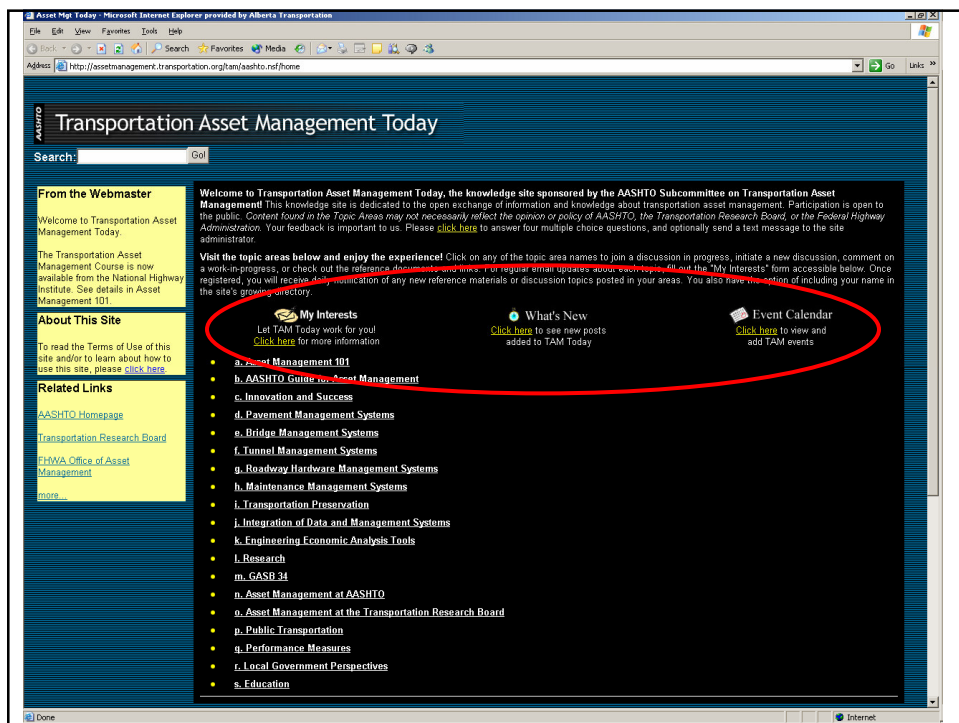 Asset Mgt Today - Microsoft Internet Explorer provided by Alberta Transportation
File Edit View Favorites Tools Help
Back Search Favorites Media
Address http://assetmanagement.transportation.org/tam/aashto.nsf/home Go Links »
AASHTO
Transportation Asset Management Today
Search: Go!
From the Webmaster
Welcome to Transportation Asset
Management Today.
The Transportation Asset
Management Course is now
available from the National Highway
Institute. See details in Asset
Management 101.
About This Site
To read the Terms of Use of this
site and/or to learn about how to
use this site, please click here.
Related Links
AASHTO Homepage
Transportation Research Board
FHWA Office of Asset
Management
more...
Welcome to Transportation Asset Management Today, the knowledge site sponsored by the AASHTO Subcommittee on Transportation Asset
Management! This knowledge site is dedicated to the open exchange of information and knowledge about transportation asset management. Participation is open to
the public. Content found in the Topic Areas may not necessarily reflect the opinion or policy of AASHTO, the Transportation Research Board, or the Federal Highway
Administration. Your feedback is important to us. Please click here to answer four multiple choice questions, and optionally send a text message to the site
administrator.
Visit the topic areas below and enjoy the experience! Click on any of the topic area names to join a discussion in progress, initiate a new discussion, comment on
a work-in-progress, or check out the reference documents and links. For regular email updates about each topic, fill out the "My Interests" form accessible below. Once
registered, you will receive daily notification of any new reference materials or discussion topics posted in your areas. You also have the option of including your name in
the site's growing directory.
My Interests
Let TAM Today work for you!
Click here for more information
What's New
Click here to see new posts
added to TAM Today
Event Calendar
Click here to view and
add TAM events
a. Asset Management 101
b. AASHTO Guide for Asset Management
c. Innovation and Success
d. Pavement Management Systems
e. Bridge Management Systems
f. Tunnel Management Systems
g. Roadway Hardware Management Systems
h. Maintenance Management Systems
i. Transportation Preservation
j. Integration of Data and Management Systems
k. Engineering Economic Analysis Tools
l. Research
m. GASB 34
n. Asset Management at AASHTO
o. Asset Management at the Transportation Research Board
p. Public Transportation
q. Performance Measures
r. Local Government Perspectives
s. Education
Done Internet